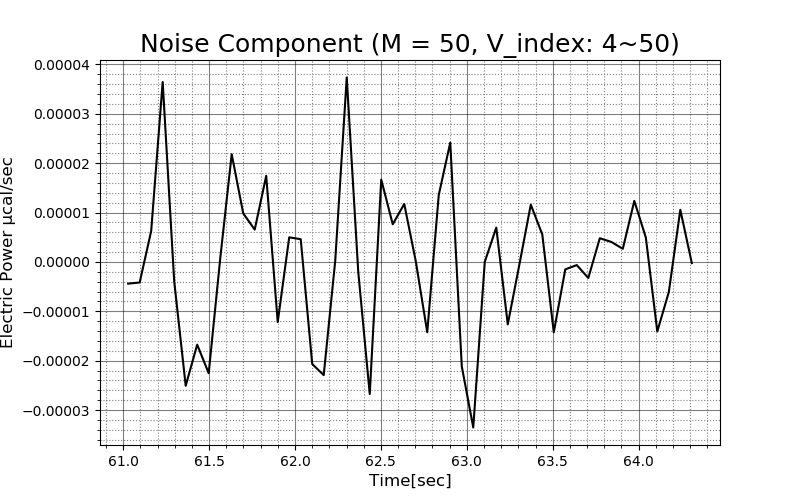 Noise Component (M = 50, V_index: 4~50)
Electric Power μcal/sec
0.00004
0.00003
0.00002
0.00001
0.00000
−0.00001
−0.00002
−0.00003
61.0 61.5 62.0 62.5 63.0 63.5 64.0
Time[sec]